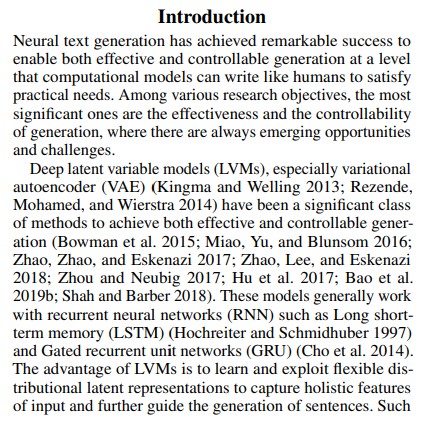 Introduction
Neural text generation has achieved remarkable success to
enable both effective and controllable generation at a level
that computational models can write like humans to satisfy
practical needs. Among various research objectives, the most
significant ones are the effectiveness and the controllability
of generation, where there are always emerging opportunities
and challenges.
Deep latent variable models (LVMs), especially variational
autoencoder (VAE) (Kingma and Welling 2013; Rezende,
Mohamed, and Wierstra 2014) have been a significant class
of methods to achieve both effective and controllable gener-
ation (Bowman et al. 2015; Miao, Yu, and Blunsom 2016;
Zhao, Zhao, and Eskenazi 2017; Zhao, Lee, and Eskenazi
2018; Zhou and Neubig 2017; Hu et al. 2017; Bao et al.
2019b; Shah and Barber 2018). These models generally work
with recurrent neural networks (RNN) such as Long short-
term memory (LSTM) (Hochreiter and Schmidhuber 1997)
and Gated recurrent unit networks (GRU) (Cho et al. 2014).
The advantage of LVMs is to learn and exploit flexible dis-
tributional latent representations to capture holistic features
of input and further guide the generation of sentences. Such